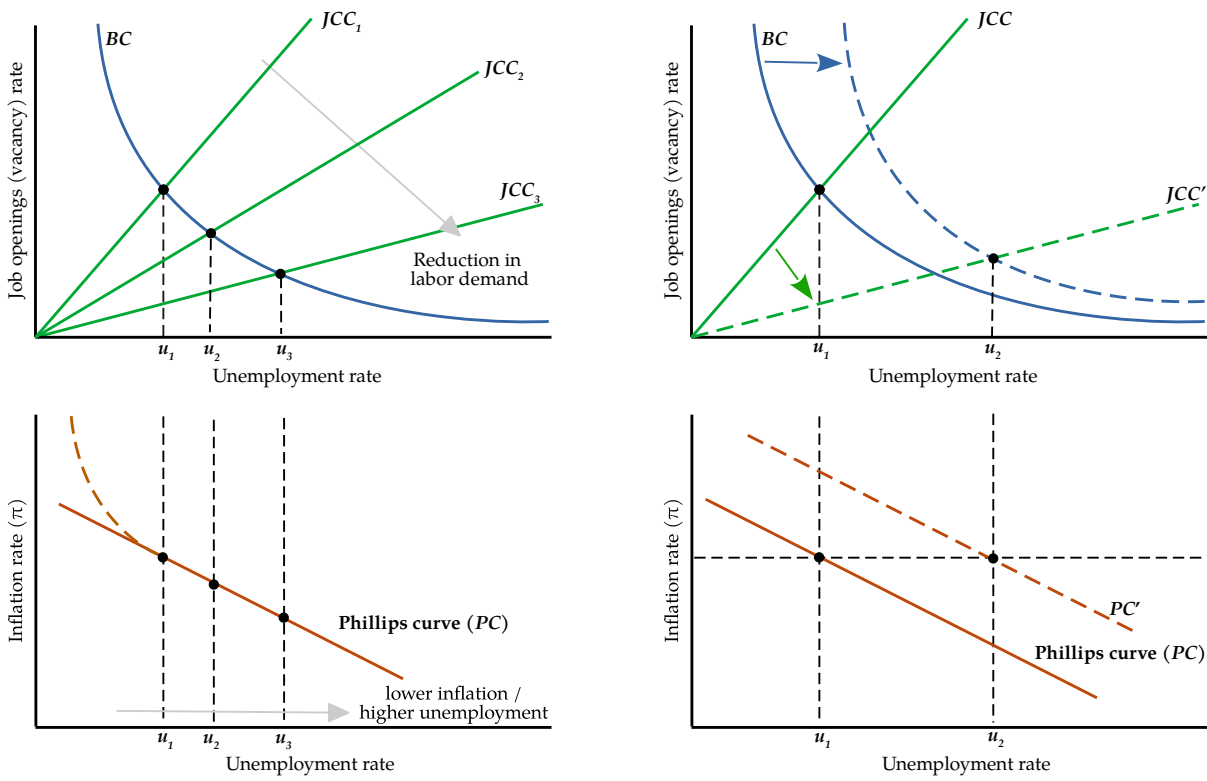 Job openings (vacancy) rate
BC
JCC₁
JCC₂
JCC₃
Reduction in
labor demand
u₁
u₂
u₃
Unemployment rate
Job openings (vacancy) rate
BC
JCC
JCC′
u₁
u₂
Unemployment rate
Inflation rate (π)
Phillips curve (PC)
lower inflation /
higher unemployment
u₁
u₂
u₃
Unemployment rate
Inflation rate (π)
PC′
Phillips curve (PC)
u₁
u₂
Unemployment rate